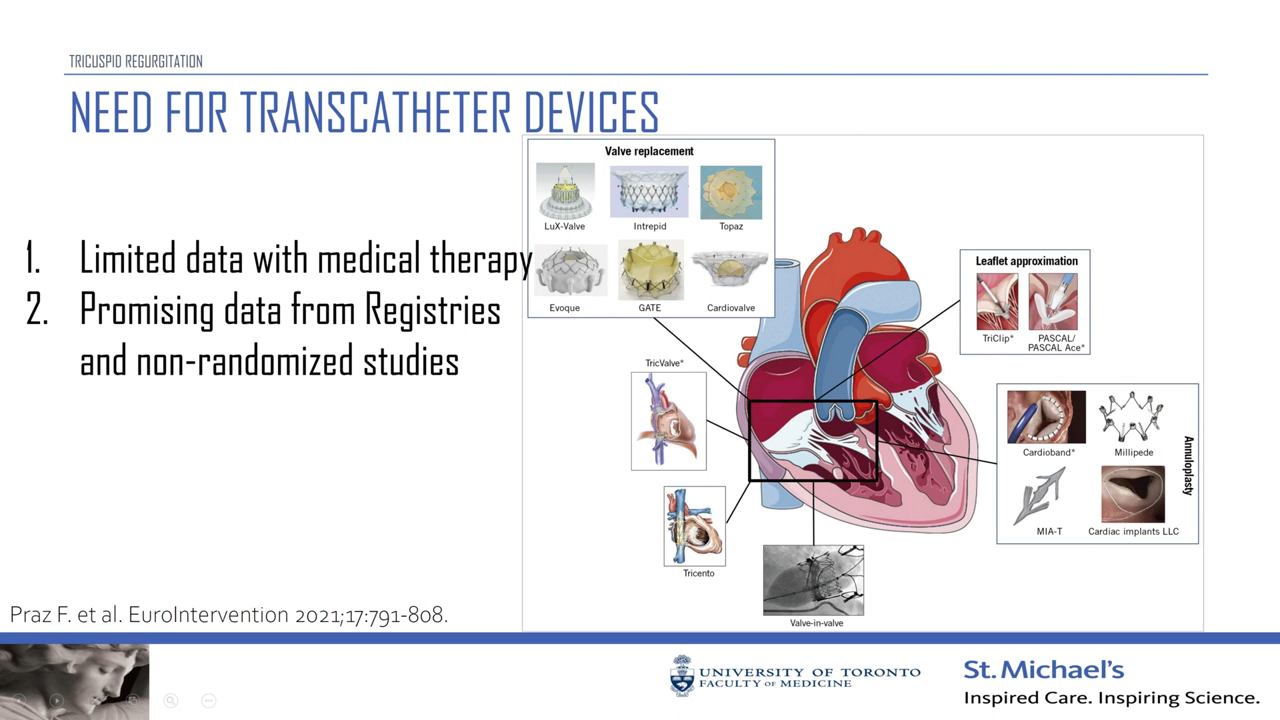 TRICUSPID REGURGITATION
NEED FOR TRANSCATHETER DEVICES
1. Limited data with medical therapy
2. Promising data from Registries
and non-randomized studies
Valve replacement
LuX-Valve
Intrepid
Topaz
Evoque
GATE
Cardiovalve
Leaflet approximation
TriClip*
PASCAL/
PASCAL Ace*
TricValve*
Cardioband*
Millipede
MIA-T
Cardiac implants LLC
Annuloplasty
Tricento
Valve-in-valve
Praz F. et al. EuroIntervention 2021;17:791-808.
UNIVERSITY OF TORONTO
FACULTY OF MEDICINE
St. Michael's
Inspired Care. Inspiring Science.